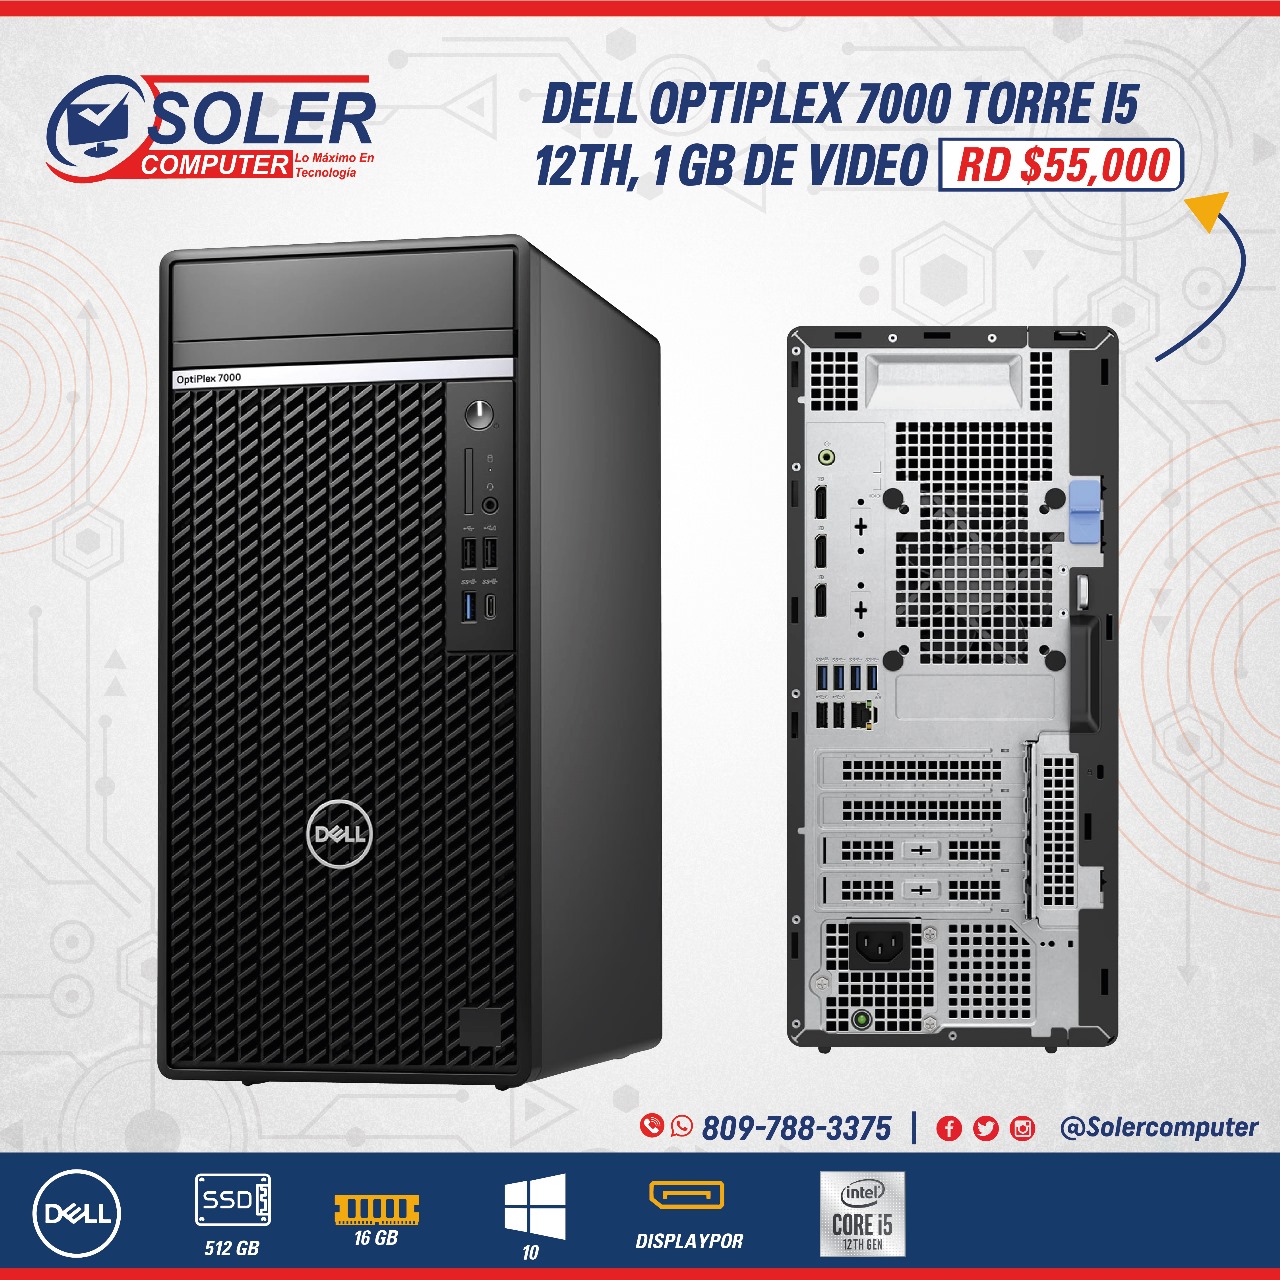 SOLER
COMPUTER
Lo Máximo En
Tecnología
DELL OPTIPLEX 7000 TORRE I5
12TH, 1 GB DE VIDEO RD $55,000
OptiPlex 7000
DELL
809-788-3375 | @Solercomputer
DELL
SSD
512 GB
16 GB
10
DISPLAYPOR
intel
CORE i5
12TH GEN